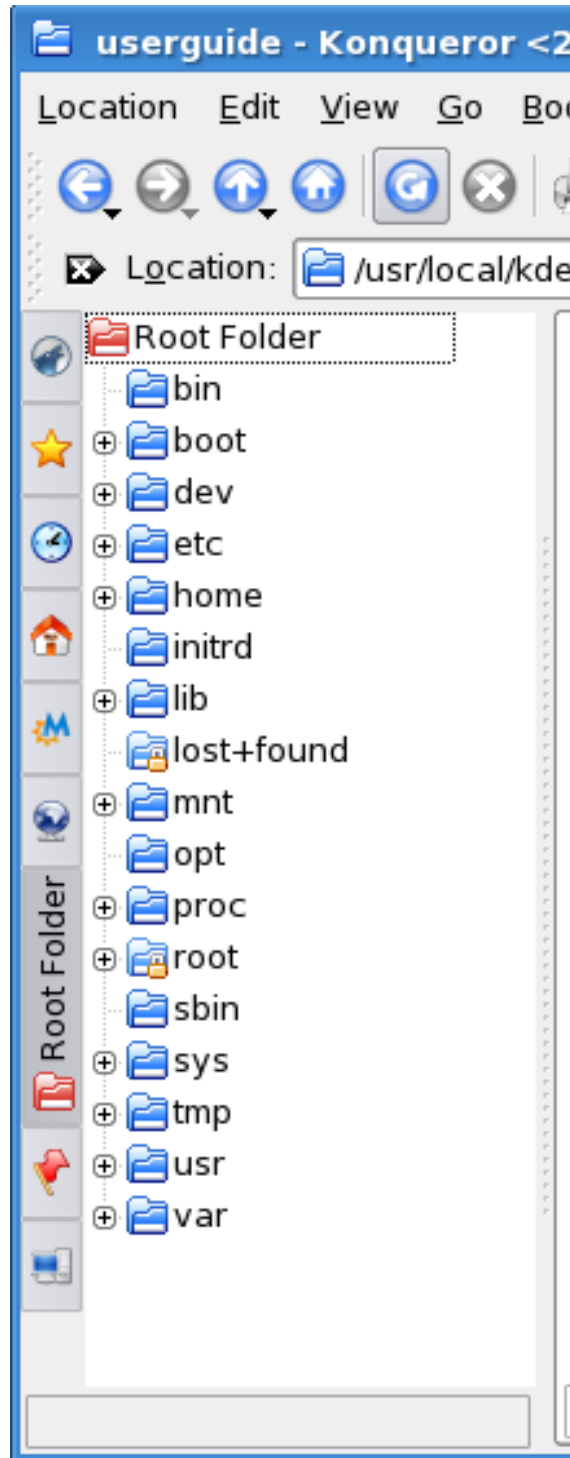 userguide - Konqueror <2
Location Edit View Go Boo
Location: /usr/local/kde
Root Folder
bin
boot
dev
etc
home
initrd
lib
lost+found
mnt
opt
proc
root
sbin
sys
tmp
usr
var
Root Folder